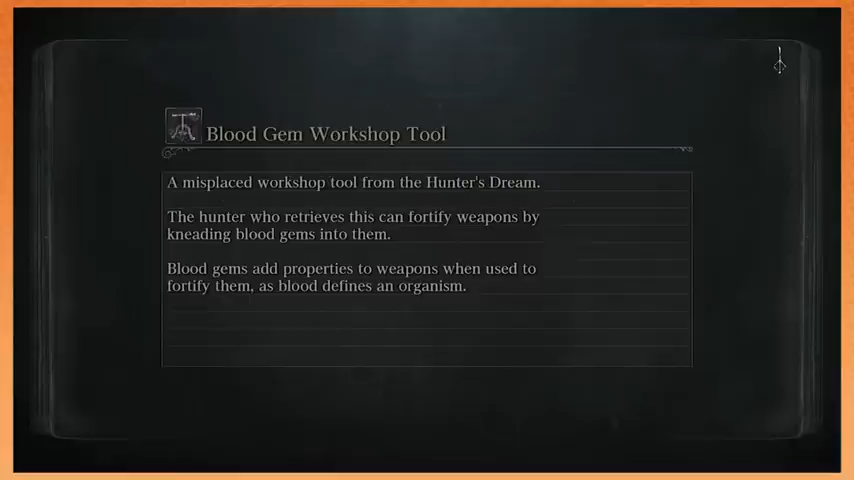 Blood Gem Workshop Tool
A misplaced workshop tool from the Hunter's Dream.
The hunter who retrieves this can fortify weapons by
kneading blood gems into them.
Blood gems add properties to weapons when used to
fortify them, as blood defines an organism.